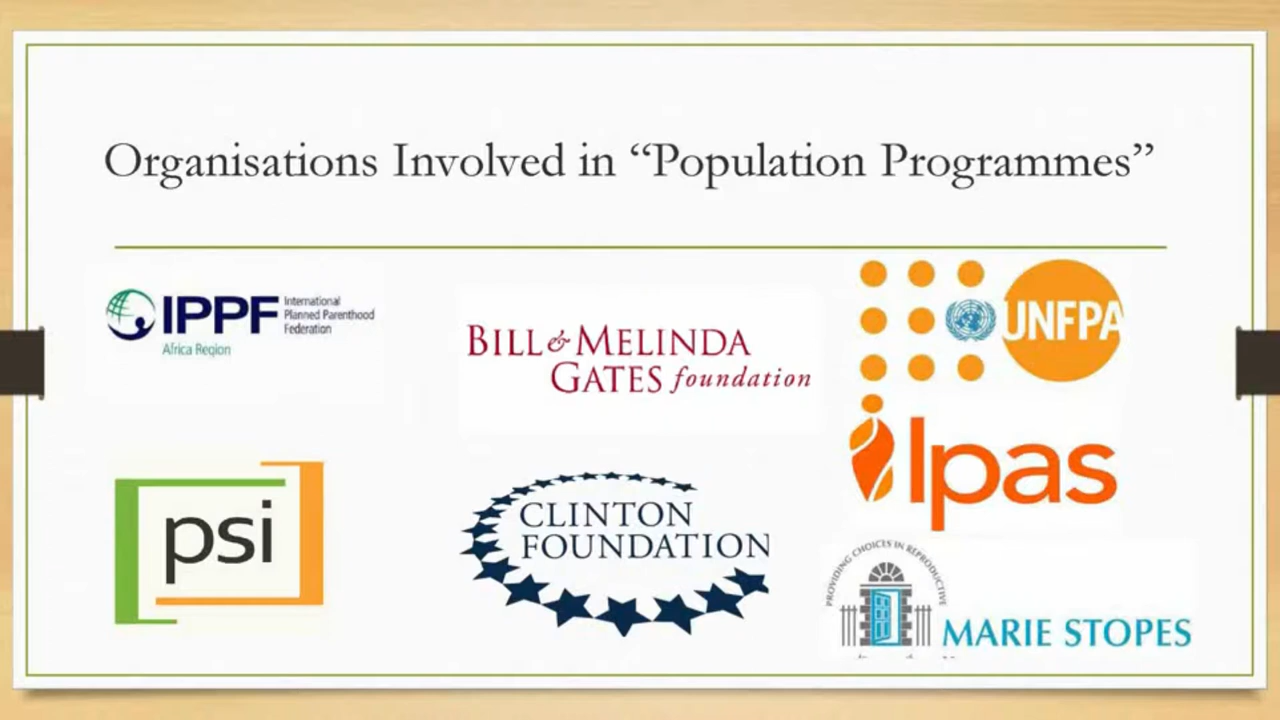 Organisations Involved in “Population Programmes”
IPPF
International
Planned Parenthood
Federation
Africa Region
BILL & MELINDA
GATES foundation
UNFPA
Ipas
psi
CLINTON
FOUNDATION
PROVIDING CHOICES IN REPRODUCTIVE
MARIE STOPES